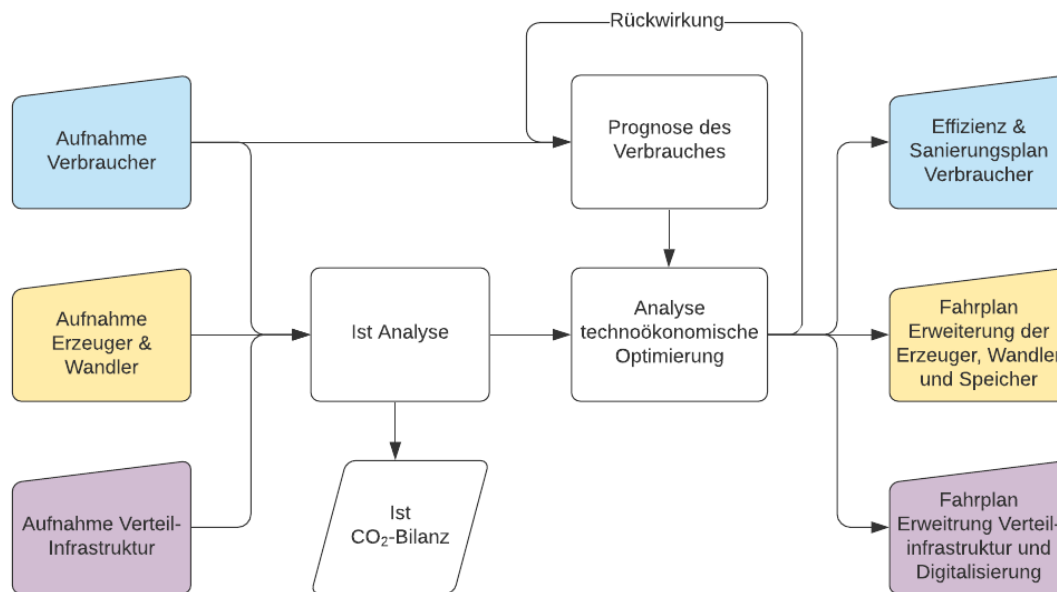 Rückwirkung
Aufnahme
Verbraucher
Prognose des
Verbrauches
Effizienz &
Sanierungsplan
Verbraucher
Aufnahme
Erzeuger &
Wandler
Ist Analyse
Analyse
technoökonomische
Optimierung
Fahrplan
Erweiterung der
Erzeuger, Wandler
und Speicher
Aufnahme Verteil-
Infrastruktur
Ist
CO₂-Bilanz
Fahrplan
Erweitrung Verteil-
infrastruktur und
Digitalisierung